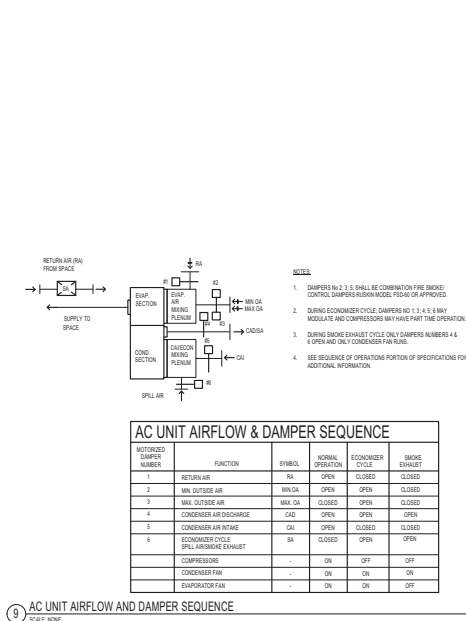 RETURN AIR (RA)
FROM SPACE
SA
SUPPLY TO
SPACE
RA
#1
#2
EVAP.
SECTION
EVAP.
AIR
MIXING
PLENUM
MIN OA
MAX OA
#4
#3
CAD/SA
#5
COND.
SECTION
CAI/ECON
MIXING
PLENUM
CAI
#6
SPILL AIR
NOTES:
1. DAMPERS No 2; 3; 5; SHALL BE COMBINATION FIRE SMOKE/
CONTROL DAMPERS RUSKIN MODEL FSD-60 OR APPROVED.
2. DURING ECONOMIZER CYCLE; DAMPERS NO 1; 3; 4; 5; 6 MAY
MODULATE AND COMPRESSORS MAY HAVE PART TIME OPERATION.
3. DURING SMOKE EXHAUST CYCLE ONLY DAMPERS NUMBERS 4 &
6 OPEN AND ONLY CONDENSER FAN RUNS.
4. SEE SEQUENCE OF OPERATIONS PORTION OF SPECIFICATIONS FOR
ADDITIONAL INFORMATION.
AC UNIT AIRFLOW & DAMPER SEQUENCE
MOTORIZED DAMPER NUMBER FUNCTION SYMBOL NORMAL OPERATION ECONOMIZER CYCLE SMOKE EXHAUST
1 RETURN AIR RA OPEN CLOSED CLOSED
2 MIN. OUTSIDE AIR MIN.OA OPEN OPEN CLOSED
3 MAX. OUTSIDE AIR MAX. OA CLOSED OPEN CLOSED
4 CONDENSER AIR DISCHARGE CAD OPEN OPEN OPEN
5 CONDENSER AIR INTAKE CAI OPEN CLOSED CLOSED
6 ECONOMIZER CYCLE SPILL AIR/SMOKE EXHAUST SA CLOSED OPEN OPEN
COMPRESSORS - ON OFF OFF
CONDENSER FAN - ON ON ON
EVAPORATOR FAN - ON ON OFF
9 AC UNIT AIRFLOW AND DAMPER SEQUENCE
SCALE: NONE